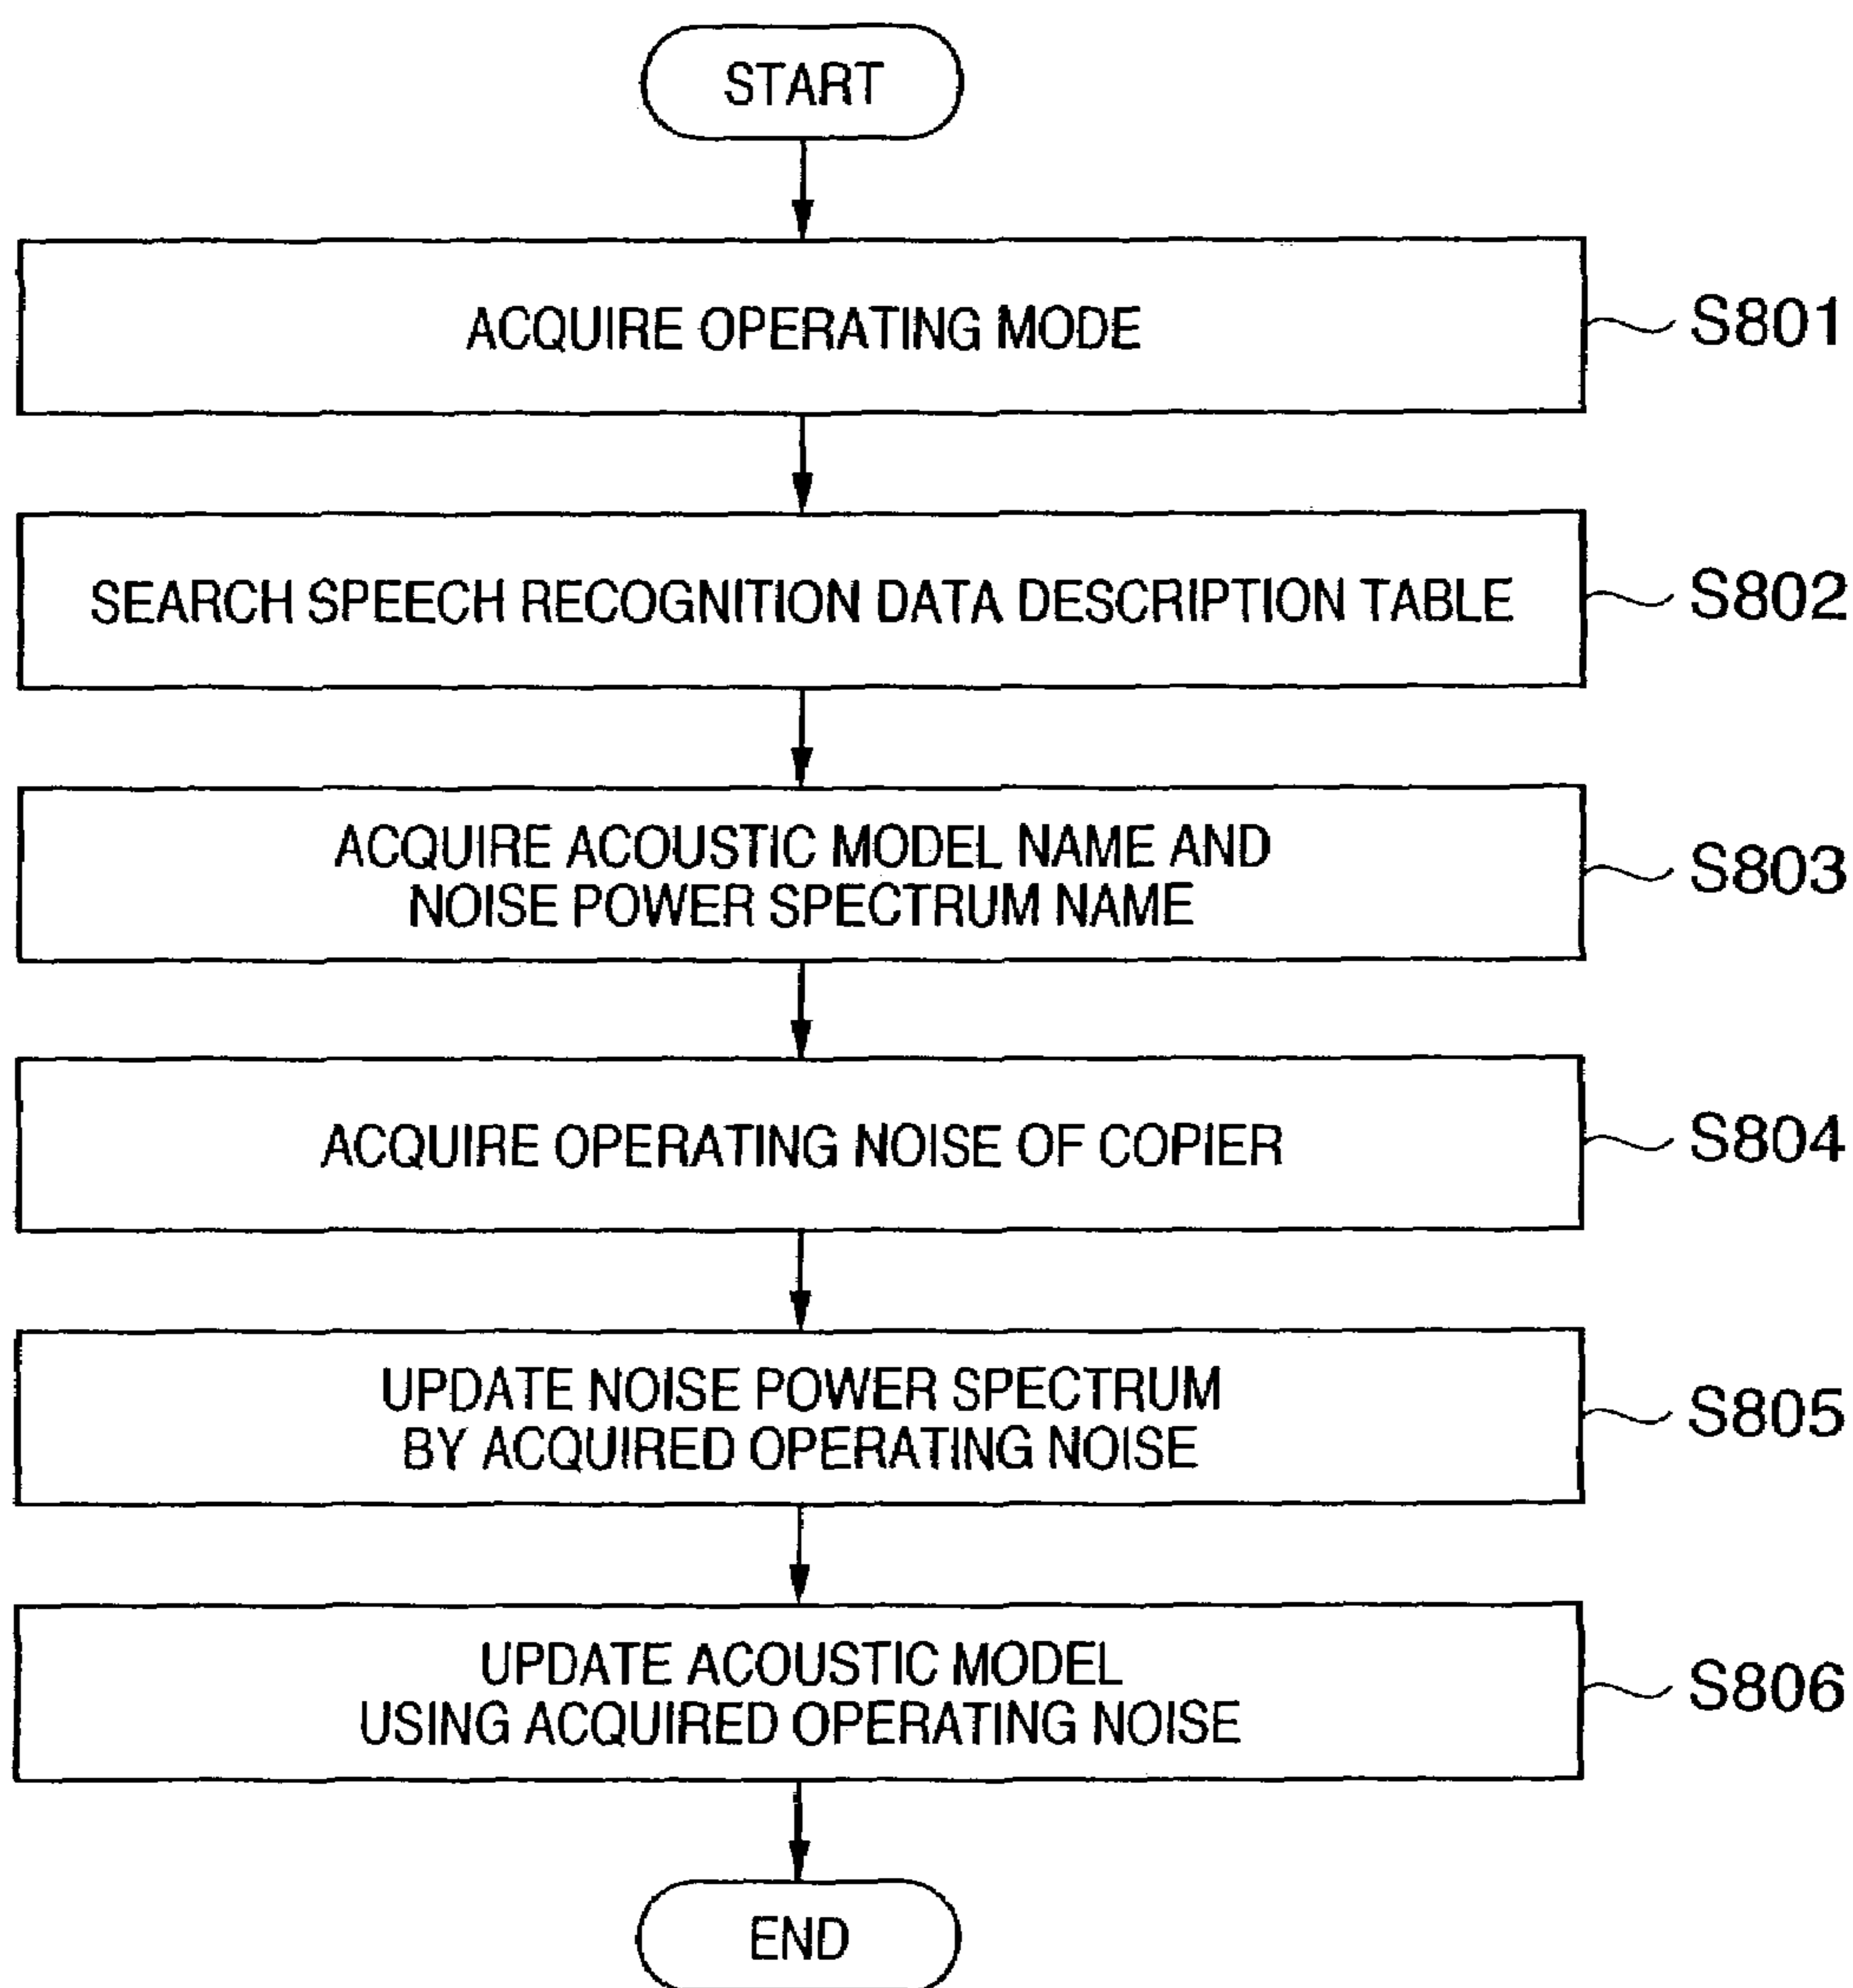 START
ACQUIRE OPERATING MODE
S801
SEARCH SPEECH RECOGNITION DATA DESCRIPTION TABLE
S802
ACQUIRE ACOUSTIC MODEL NAME AND
NOISE POWER SPECTRUM NAME
S803
ACQUIRE OPERATING NOISE OF COPIER
S804
UPDATE NOISE POWER SPECTRUM
BY ACQUIRED OPERATING NOISE
S805
UPDATE ACOUSTIC MODEL
USING ACQUIRED OPERATING NOISE
S806
END